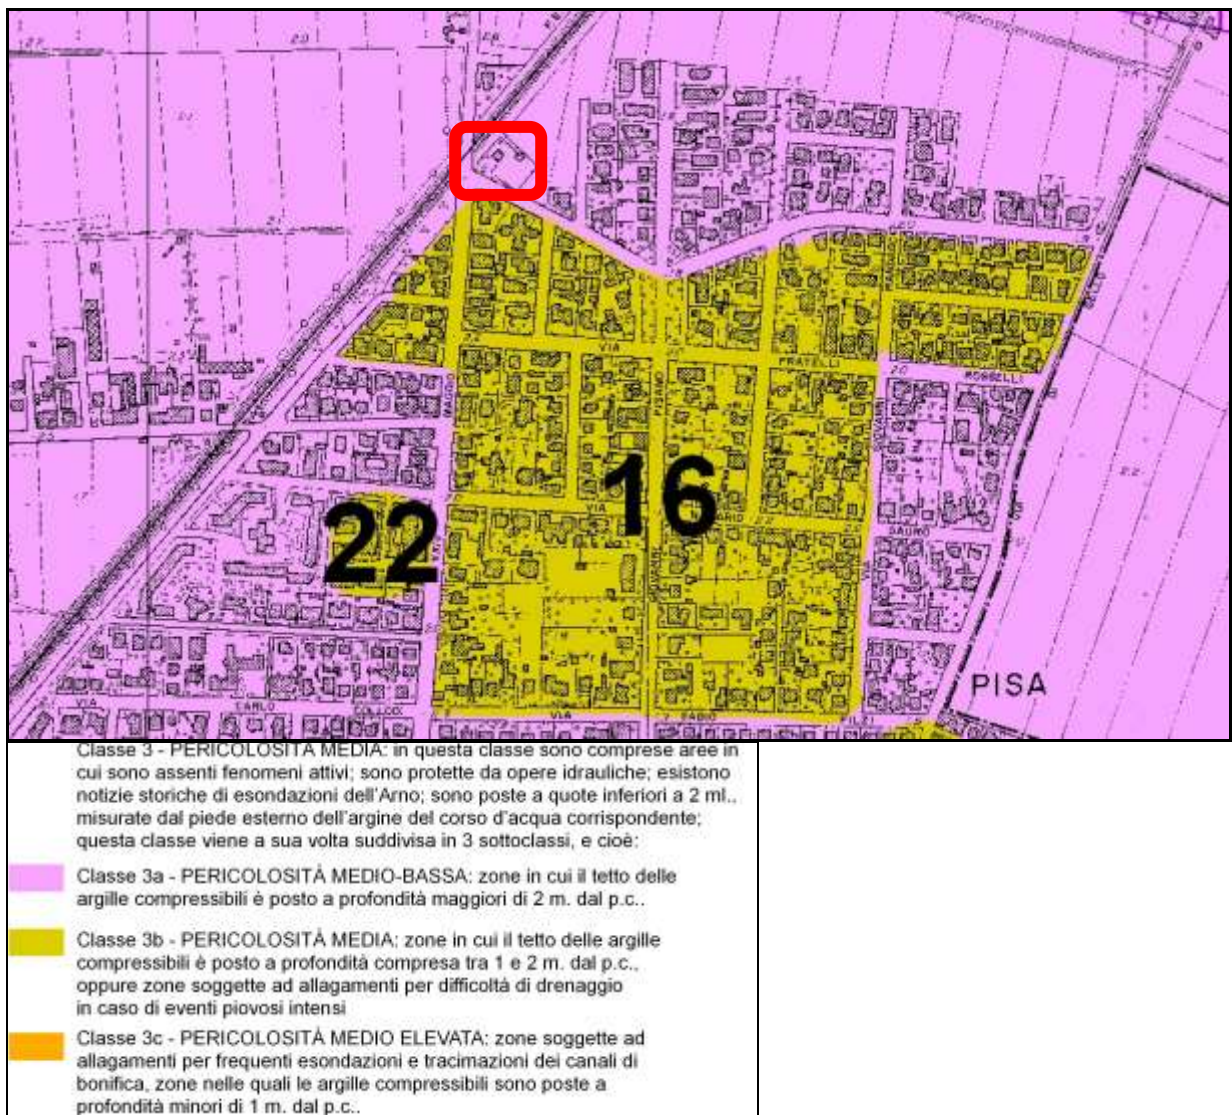 VIA
FRATELLI
ROSSELLI
MAGGIO
PISANO
GIOVANNI
22
16
VIA
SAURO
VIA
GIOVANNI
VIA
PISA
VIA
CARLO
COLLODI
VIA
FABIO
FILZI
Classe 3 - PERICOLOSITÀ MEDIA: in questa classe sono comprese aree in
cui sono assenti fenomeni attivi; sono protette da opere idrauliche; esistono
notizie storiche di esondazioni dell'Arno; sono poste a quote inferiori a 2 ml..
misurate dal piede esterno dell'argine del corso d'acqua corrispondente;
questa classe viene a sua volta suddivisa in 3 sottoclassi, e cioè:
Classe 3a - PERICOLOSITÀ MEDIO-BASSA: zone in cui il tetto delle
argille compressibili è posto a profondità maggiori di 2 m. dal p.c..
Classe 3b - PERICOLOSITÀ MEDIA: zone in cui il tetto delle argille
compressibili è posto a profondità compresa tra 1 e 2 m. dal p.c.,
oppure zone soggette ad allagamenti per difficoltà di drenaggio
in caso di eventi piovosi intensi
Classe 3c - PERICOLOSITÀ MEDIO ELEVATA: zone soggette ad
allagamenti per frequenti esondazioni e tracimazioni dei canali di
bonifica, zone nelle quali le argille compressibili sono poste a
profondità minori di 1 m. dal p.c..